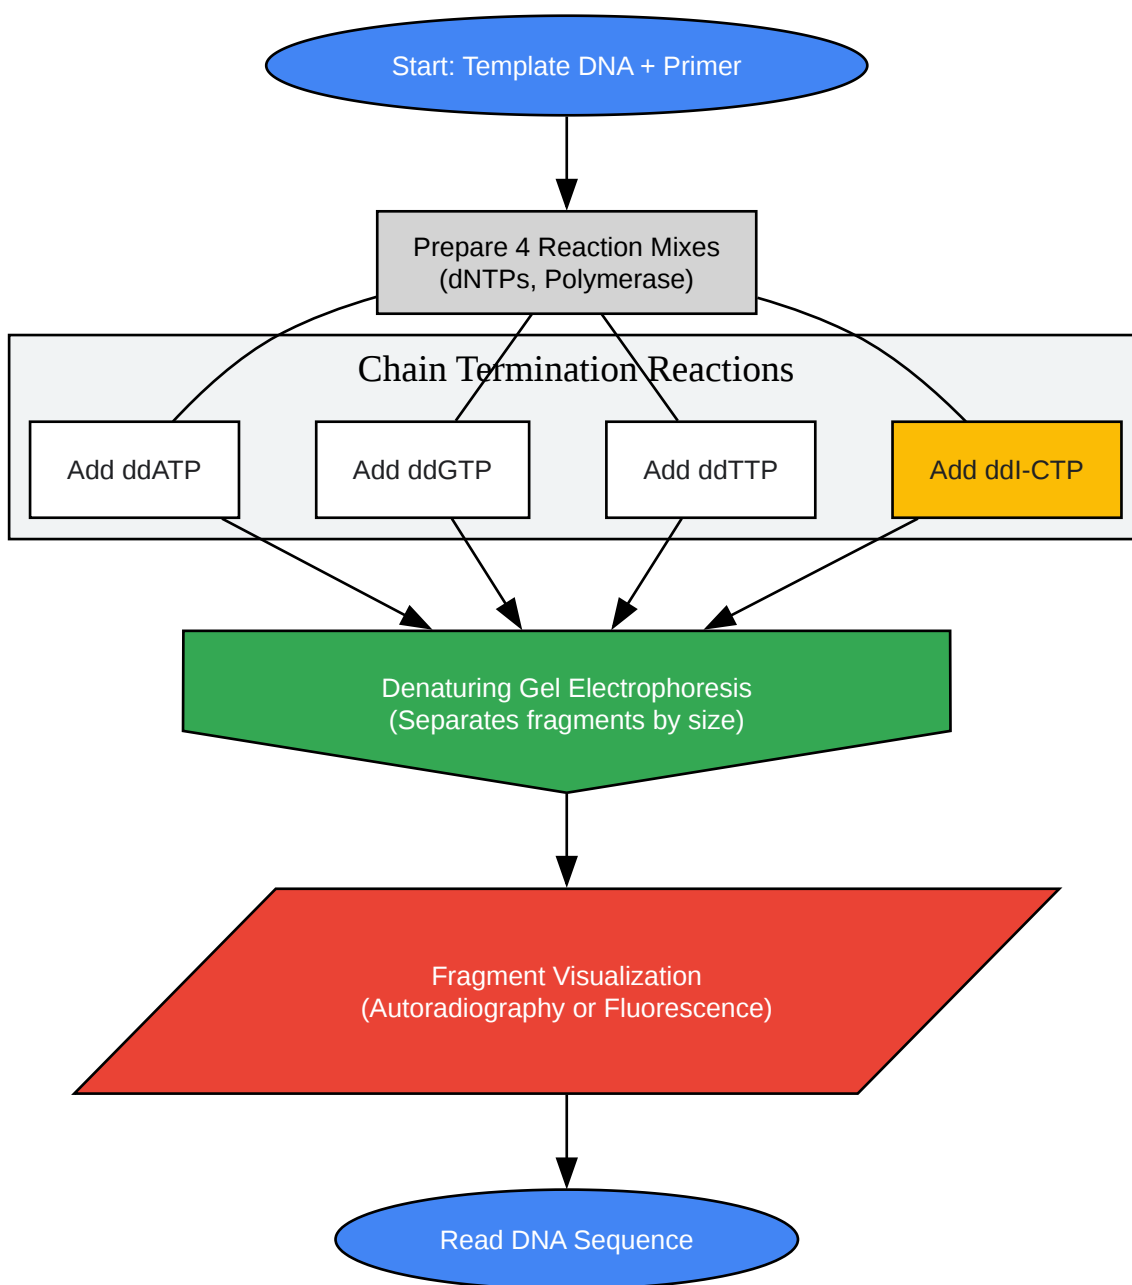 Start: Template DNA + Primer
Prepare 4 Reaction Mixes
(dNTPs, Polymerase)
Chain Termination Reactions
Add ddATP
Add ddGTP
Add ddTTP
Add ddI-CTP
Denaturing Gel Electrophoresis
(Separates fragments by size)
Fragment Visualization
(Autoradiography or Fluorescence)
Read DNA Sequence